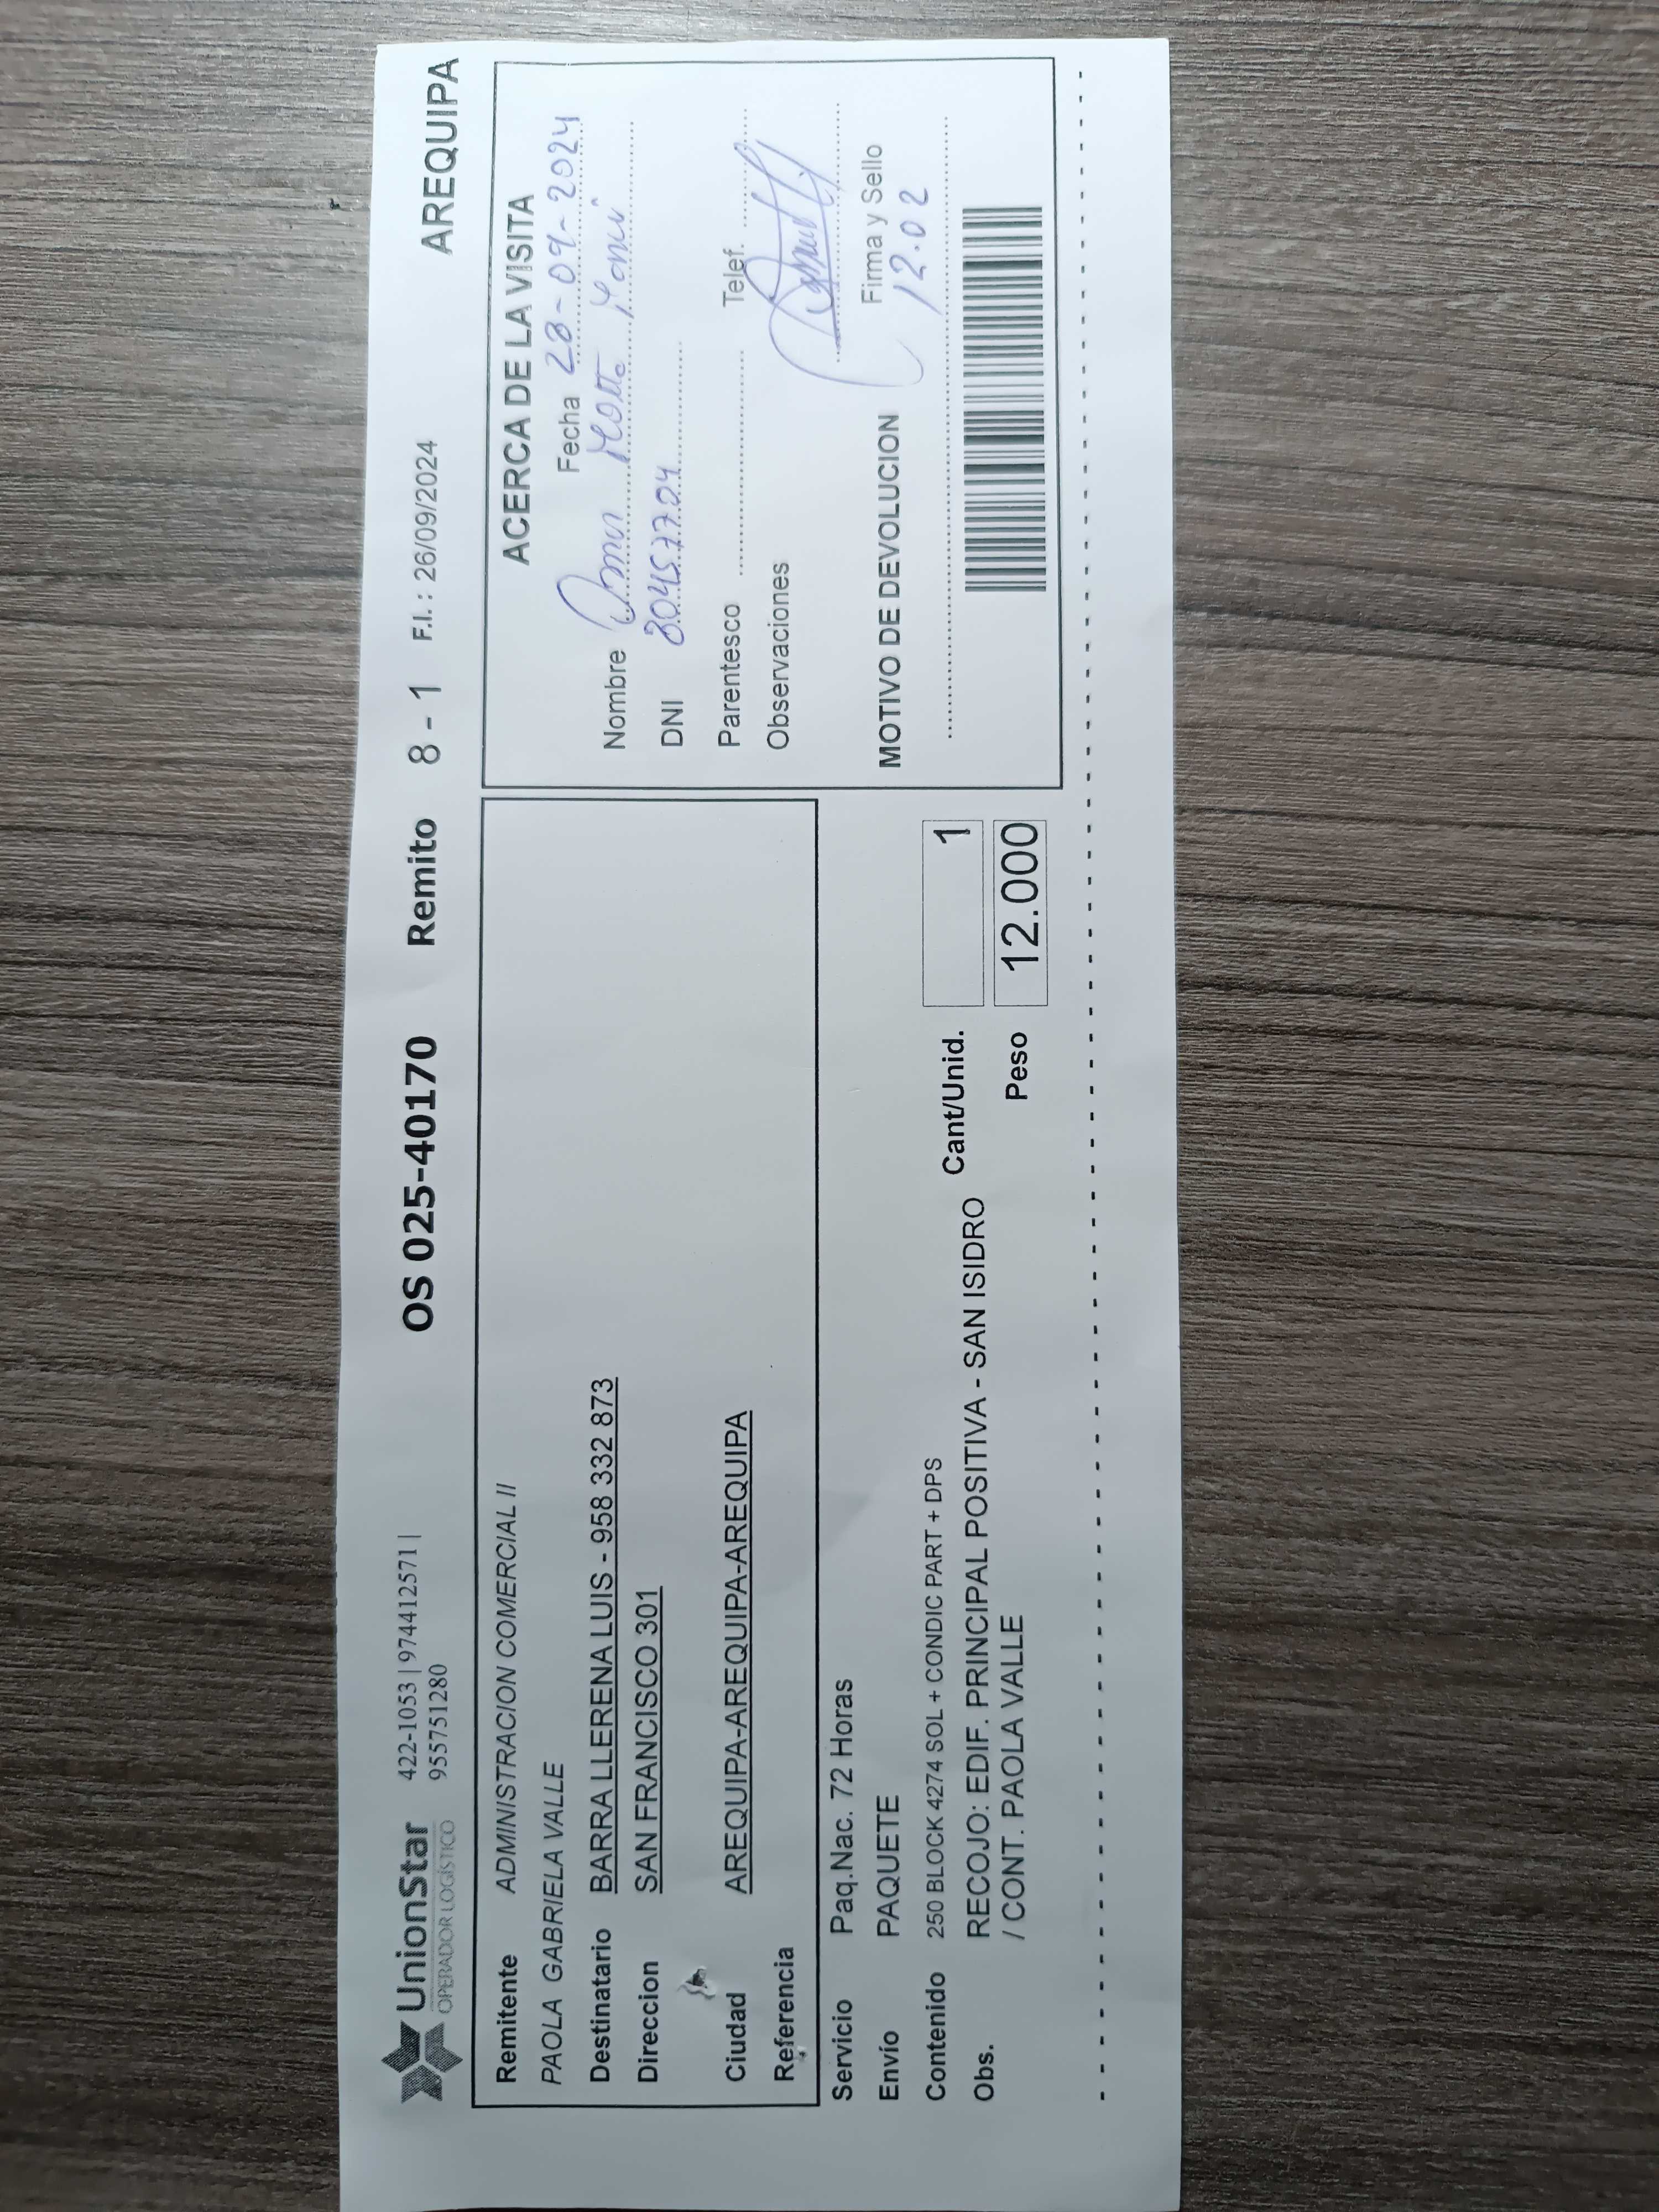 UnionStar
OPERADOR LOGÍSTICO
422-1053 | 974412571 |
955751280
OS 025-40170
Remito 8 - 1
F.I. : 26/09/2024
AREQUIPA
Remitente ADMINISTRACION COMERCIAL II
PAOLA GABRIELA VALLE
Destinatario BARRA LLERENA LUIS - 958 332 873
Direccion SAN FRANCISCO 301
Ciudad AREQUIPA-AREQUIPA-AREQUIPA
Referencia
Servicio Paq.Nac. 72 Horas
Envío PAQUETE
Contenido 250 BLOCK 4274 SOL + CONDIC PART + DPS
Obs. RECOJO: EDIF. PRINCIPAL POSITIVA - SAN ISIDRO
/ CONT. PAOLA VALLE
Cant/Unid. 1
Peso 12.000
ACERCA DE LA VISITA
Fecha 28-09-2024
Nombre
DNI
Parentesco Telef.
Observaciones
Firma y Sello
12.02
MOTIVO DE DEVOLUCION